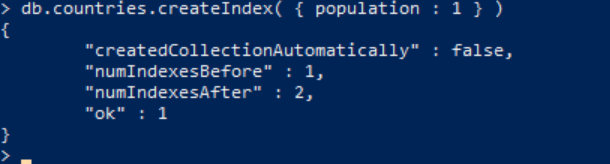 > db.countries.createIndex( { population : 1 } )
{
        "createdCollectionAutomatically" : false,
        "numIndexesBefore" : 1,
        "numIndexesAfter" : 2,
        "ok" : 1
}
>